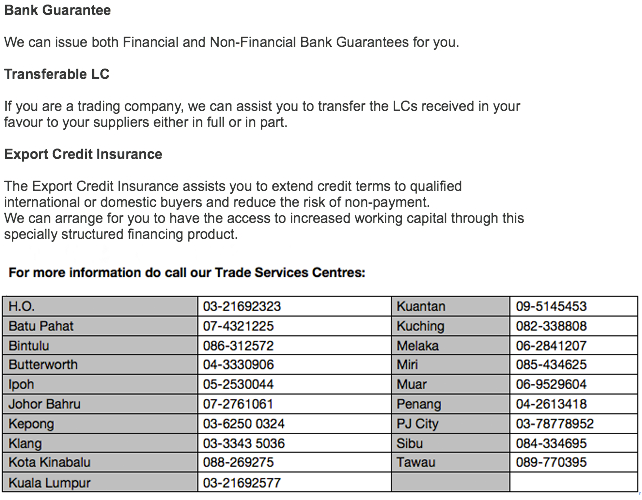 Bank Guarantee
We can issue both Financial and Non-Financial Bank Guarantees for you.
Transferable LC
If you are a trading company, we can assist you to transfer the LCs received in your
favour to your suppliers either in full or in part.
Export Credit Insurance
The Export Credit Insurance assists you to extend credit terms to qualified
international or domestic buyers and reduce the risk of non-payment.
We can arrange for you to have the access to increased working capital through this
specially structured financing product.
For more information do call our Trade Services Centres:
H.O. 03-21692323 Kuantan 09-5145453
Batu Pahat 07-4321225 Kuching 082-338808
Bintulu 086-312572 Melaka 06-2841207
Butterworth 04-3330906 Miri 085-434625
Ipoh 05-2530044 Muar 06-9529604
Johor Bahru 07-2761061 Penang 04-2613418
Kepong 03-6250 0324 PJ City 03-78778952
Klang 03-3343 5036 Sibu 084-334695
Kota Kinabalu 088-269275 Tawau 089-770395
Kuala Lumpur 03-21692577